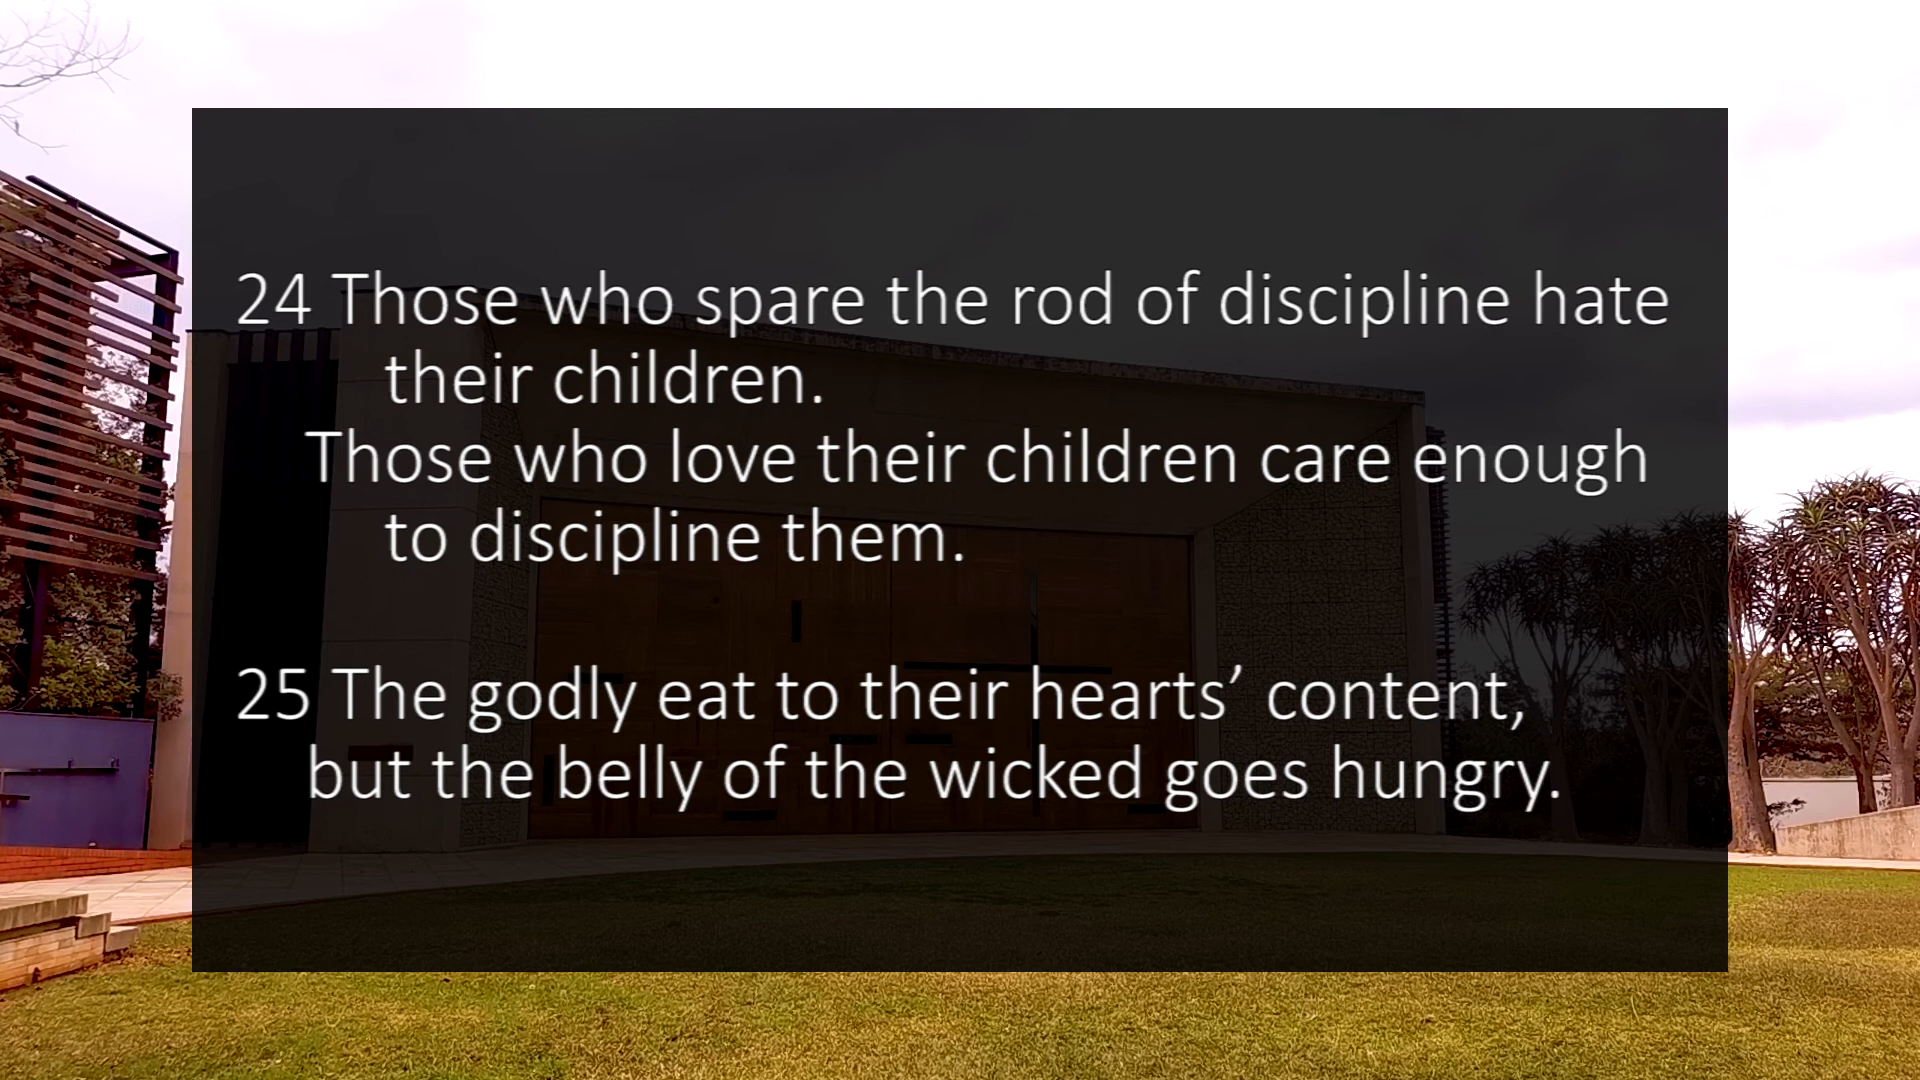 24 Those who spare the rod of discipline hate
their children.
Those who love their children care enough
to discipline them.
25 The godly eat to their hearts’ content,
but the belly of the wicked goes hungry.